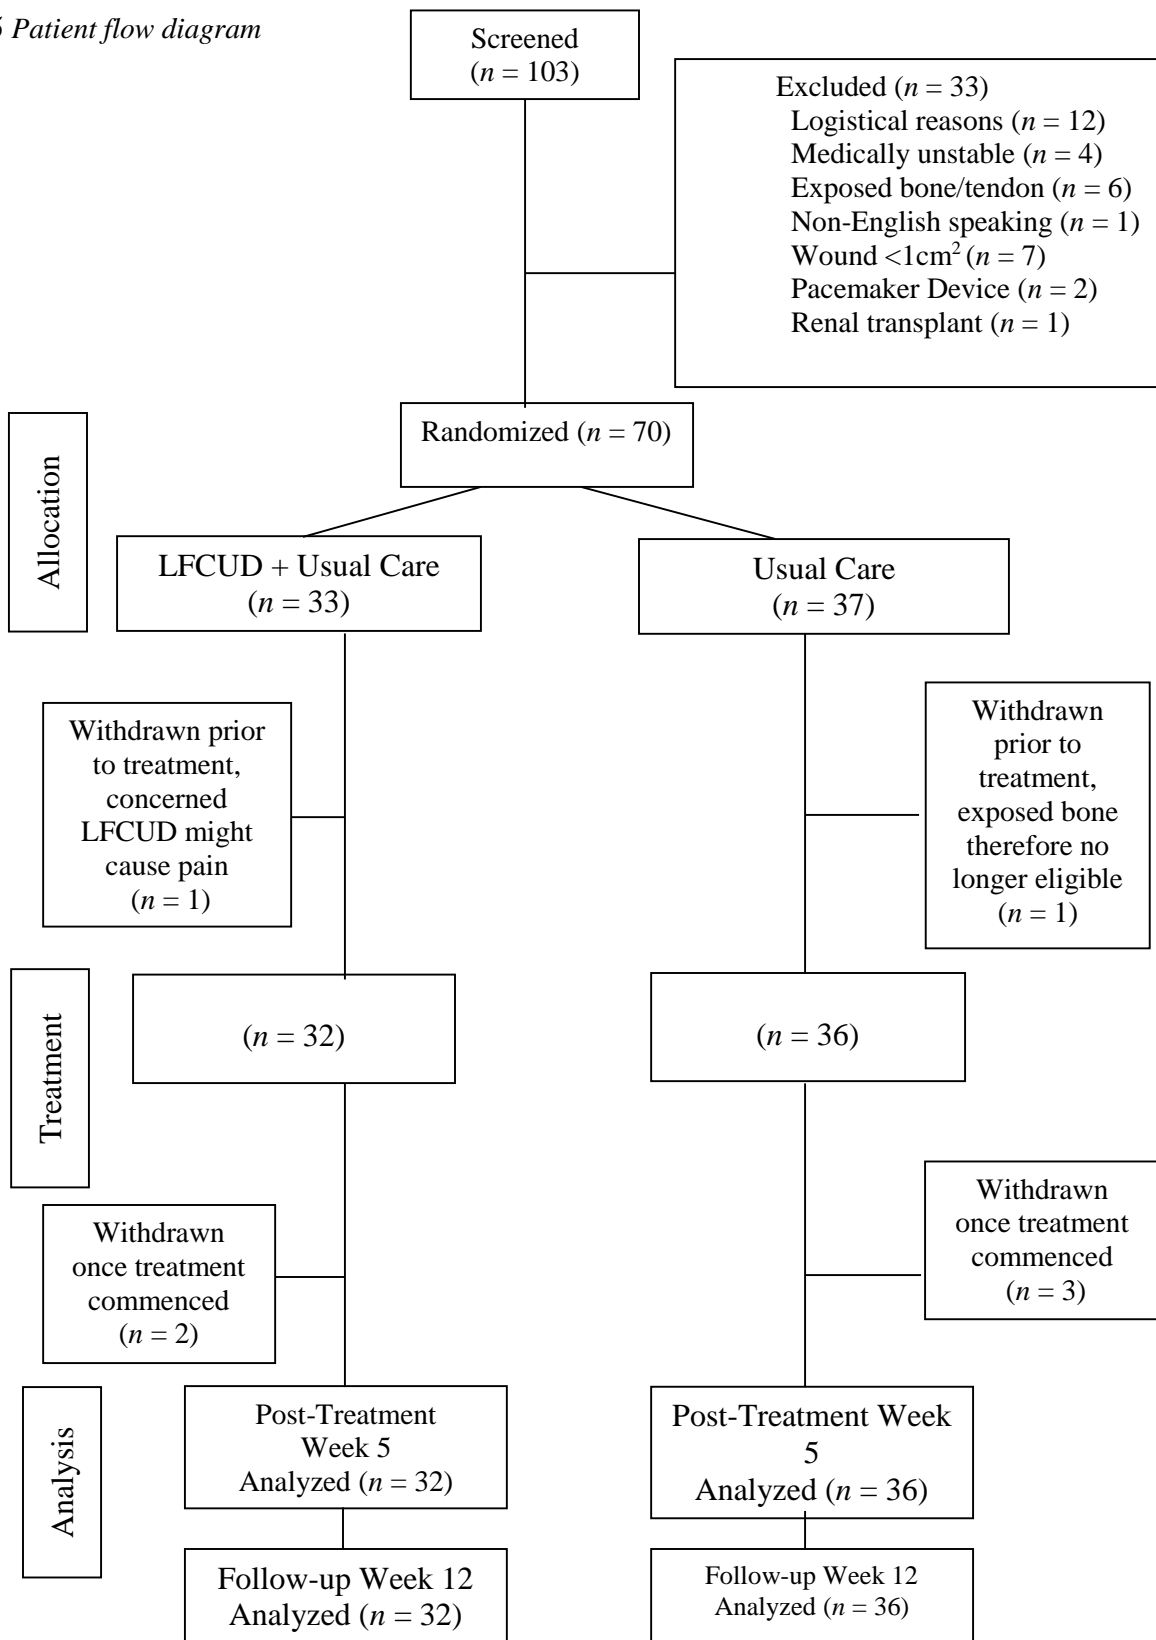 Patient flow diagram
Screened
(n = 103)
Excluded (n = 33)
Logistical reasons (n = 12)
Medically unstable (n = 4)
Exposed bone/tendon (n = 6)
Non-English speaking (n = 1)
Wound <1cm² (n = 7)
Pacemaker Device (n = 2)
Renal transplant (n = 1)
Randomized (n = 70)
Allocation
LFCUD + Usual Care
(n = 33)
Usual Care
(n = 37)
Withdrawn prior
to treatment,
concerned
LFCUD might
cause pain
(n = 1)
Withdrawn
prior to
treatment,
exposed bone
therefore no
longer eligible
(n = 1)
Treatment
(n = 32)
(n = 36)
Withdrawn
once treatment
commenced
(n = 2)
Withdrawn
once treatment
commenced
(n = 3)
Analysis
Post-Treatment
Week 5
Analyzed (n = 32)
Post-Treatment Week
5
Analyzed (n = 36)
Follow-up Week 12
Analyzed (n = 32)
Follow-up Week 12
Analyzed (n = 36)